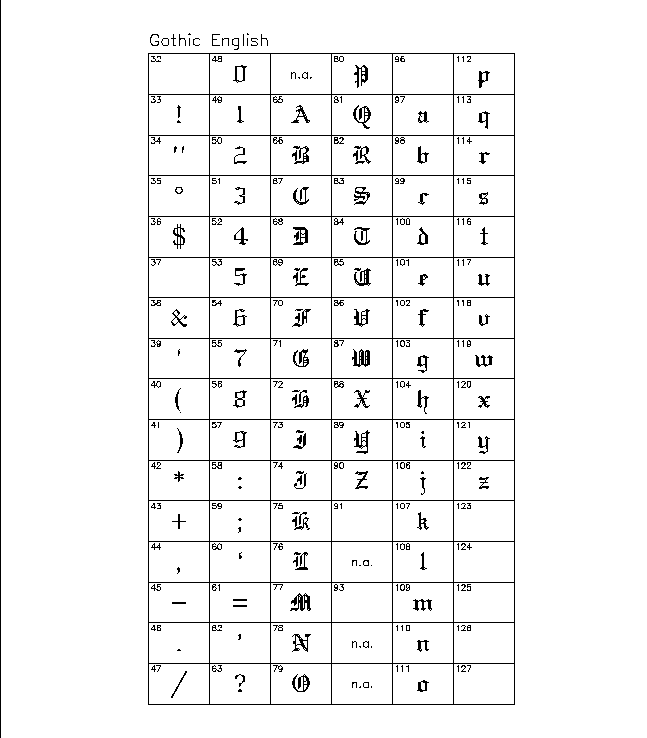 Gothic English
32 48 0 n.a. 80 P 96 112 p
33 ! 49 1 65 A 81 Q 97 a 113 q
34 " 50 2 66 B 82 R 98 b 114 r
35 ° 51 3 67 C 83 S 99 c 115 s
36 $ 52 4 68 D 84 T 100 d 116 t
37 53 5 69 E 85 U 101 e 117 u
38 & 54 6 70 F 86 V 102 f 118 v
39 ' 55 7 71 G 87 W 103 g 119 w
40 ( 56 8 72 H 88 X 104 h 120 x
41 ) 57 9 73 I 89 Y 105 i 121 y
42 * 58 : 74 J 90 Z 106 j 122 z
43 + 59 ; 75 K 91 107 k 123
44 , 60 ‘ 76 L n.a. 108 l 124
45 – 61 = 77 M 93 109 m 125
46 . 62 ’ 78 N n.a. 110 n 126
47 / 63 ? 79 O n.a. 111 o 127